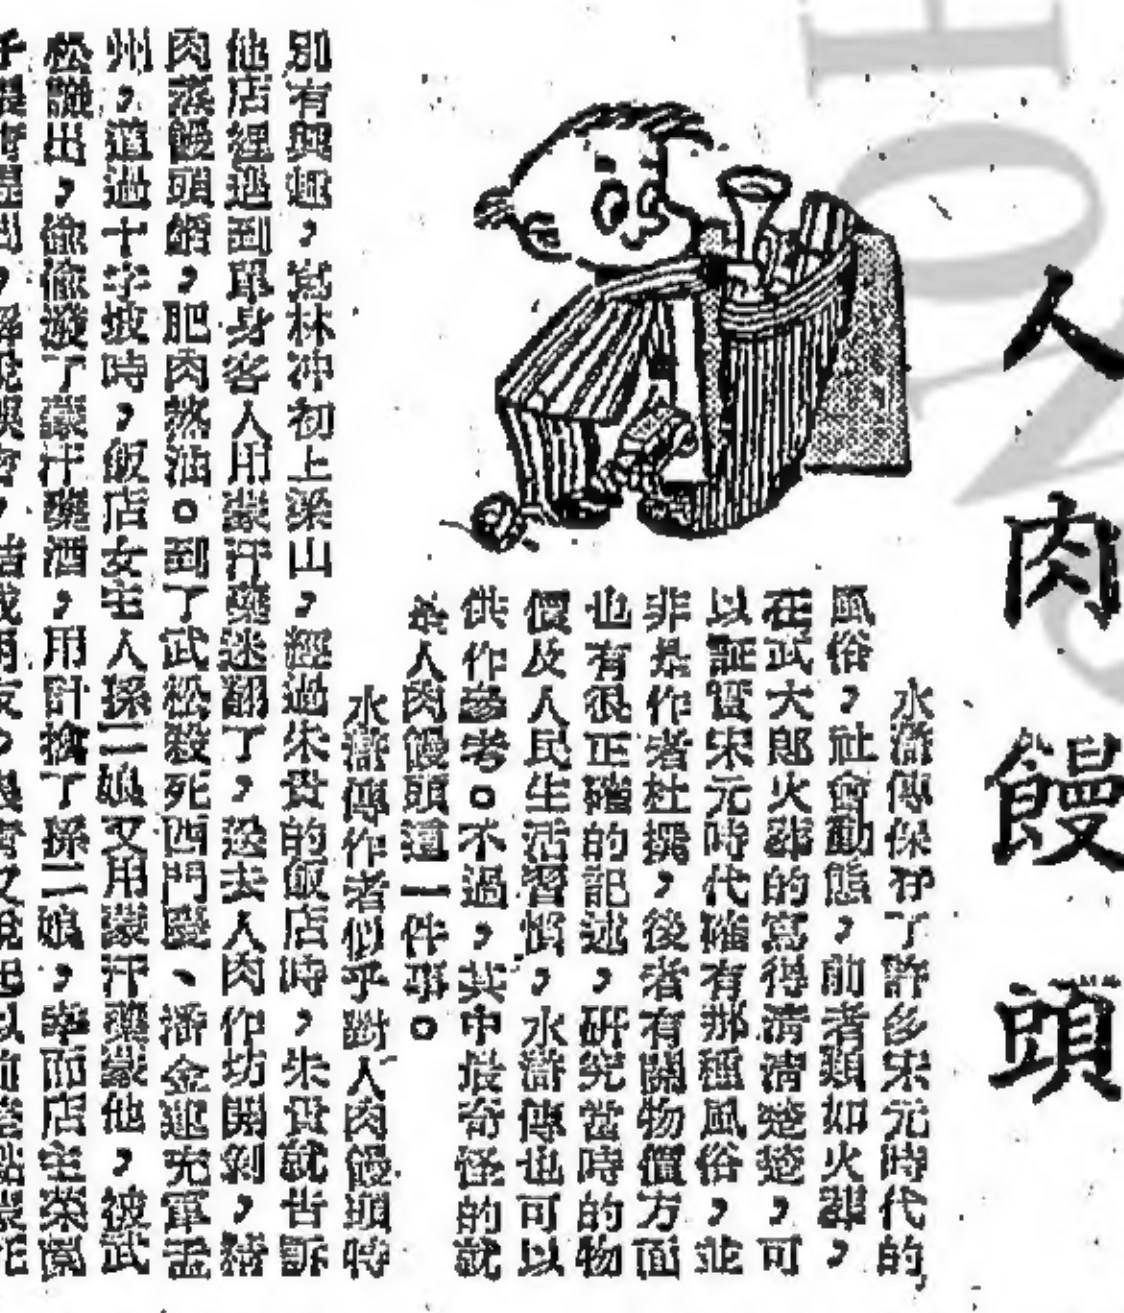 人肉饅頭
水滸傳保存了許多宋元時代的
風俗，社會動態，前者類如火葬，
在武大郎火葬的寫得清清楚楚，可
以証實宋元時代確有那種風俗，並
非是作者杜撰，後者有關物價方面
也有很正確的記述，研究當時的物
價及人民生活習慣，水滸傳也可以
供作參考。不過，其中最奇怪的就
是人肉饅頭這一件事。
水滸傳作者似乎對人肉饅頭特
別有興趣，寫林冲初上梁山，經過朱貴的飯店時，朱貴就告訴
他店裡逃到單身客人用蒙汗藥迷翻了，送去人肉作坊開剝，精
肉蒸饅頭餡，肥肉熬油。到了武松殺死西門慶、潘金蓮充軍孟
州，道過十字坡時，飯店女主人孫二娘又用蒙汗藥蒙他，被武
松識出，偷偷潑了蒙汗藥酒，用計擒了孫二娘，幸而店主